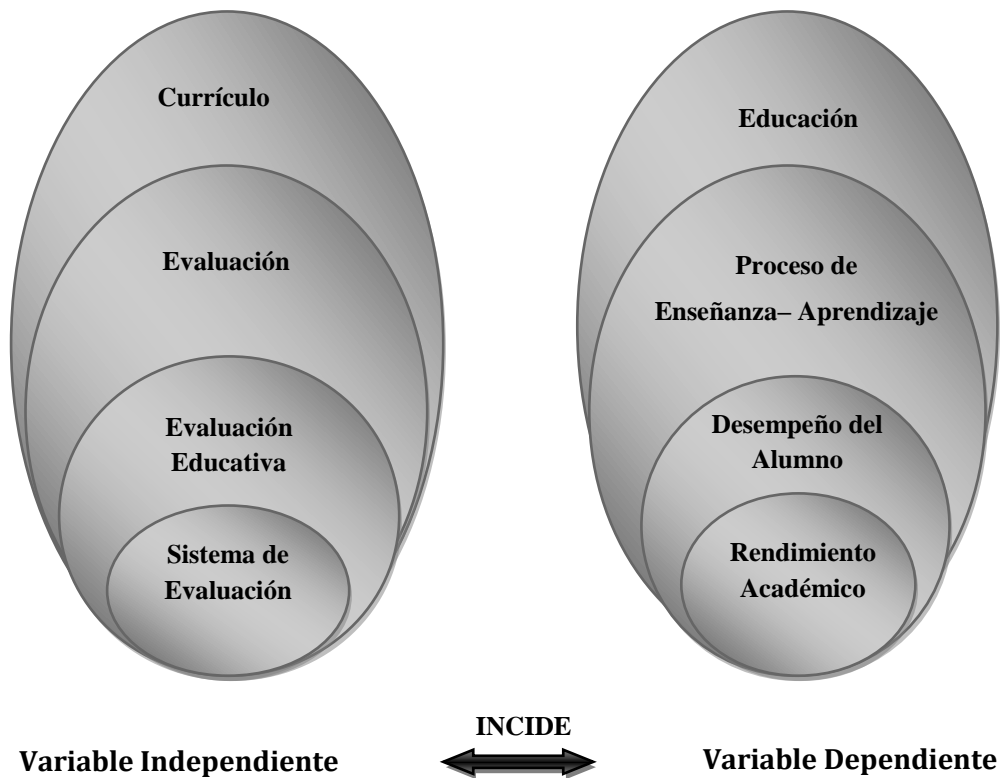 Currículo
Evaluación
Evaluación
Educativa
Sistema de
Evaluación
Educación
Proceso de
Enseñanza– Aprendizaje
Desempeño del
Alumno
Rendimiento
Académico
INCIDE
Variable Independiente
Variable Dependiente